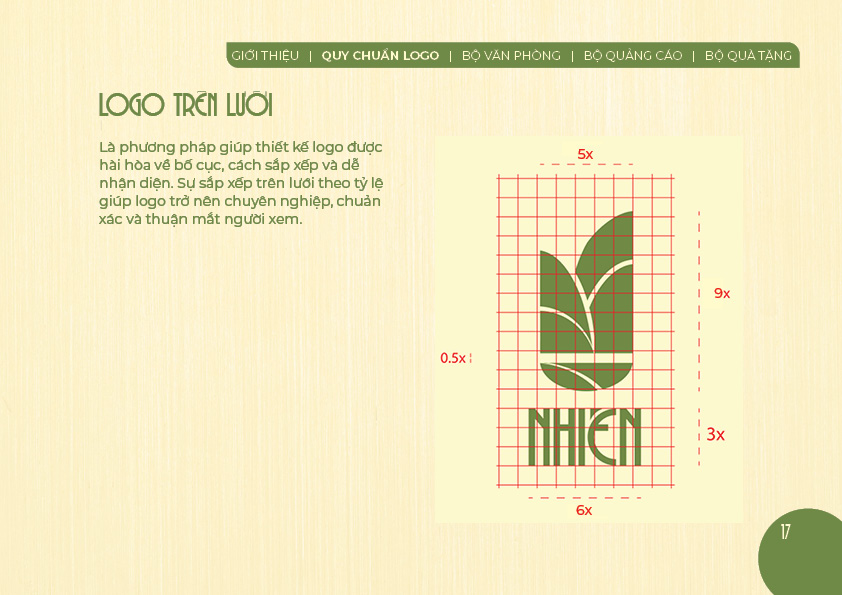 GIỚI THIỆU | QUY CHUẨN LOGO | BỘ VĂN PHÒNG | BỘ QUẢNG CÁO | BỘ QUÀ TẶNG
LOGO TRÊN LƯỚI
Là phương pháp giúp thiết kế logo được
hài hòa về bố cục, cách sắp xếp và dễ
nhận diện. Sự sắp xếp trên lưới theo tỷ lệ
giúp logo trở nên chuyên nghiệp, chuẩn
xác và thuận mắt người xem.
5x
9x
0.5x
NHIÊN
3x
6x
17